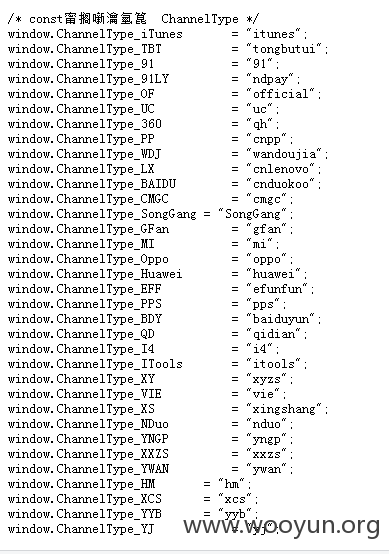 /* const甯搁噺瀹氫箟 ChannelType */
window.ChannelType_iTunes = "itunes";
window.ChannelType_TBT = "tongbutui";
window.ChannelType_91 = "91";
window.ChannelType_91LY = "ndpay";
window.ChannelType_OF = "official";
window.ChannelType_UC = "uc";
window.ChannelType_360 = "qh";
window.ChannelType_PP = "cnpp";
window.ChannelType_WDJ = "wandoujia";
window.ChannelType_LX = "cnlenovo";
window.ChannelType_BAIDU = "cnduokoo";
window.ChannelType_CMGC = "cmgc";
window.ChannelType_SongGang = "SongGang";
window.ChannelType_GFan = "gfan";
window.ChannelType_MI = "mi";
window.ChannelType_Oppo = "oppo";
window.ChannelType_Huawei = "huawei";
window.ChannelType_EFF = "efunfun";
window.ChannelType_PPS = "pps";
window.ChannelType_BDY = "baiduyun";
window.ChannelType_QD = "qidian";
window.ChannelType_I4 = "i4";
window.ChannelType_ITools = "itools";
window.ChannelType_XY = "xyzs";
window.ChannelType_VIE = "vie";
window.ChannelType_XS = "xingshang";
window.ChannelType_NDuo = "nduo";
window.ChannelType_YNGP = "yngp";
window.ChannelType_XXZS = "xxzs";
window.ChannelType_YWAN = "ywan";
window.ChannelType_HM = "hm";
window.ChannelType_XCS = "xcs";
window.ChannelType_YYB = "yyb";
window.ChannelType_YJ = "yj";
www.wooyun.org